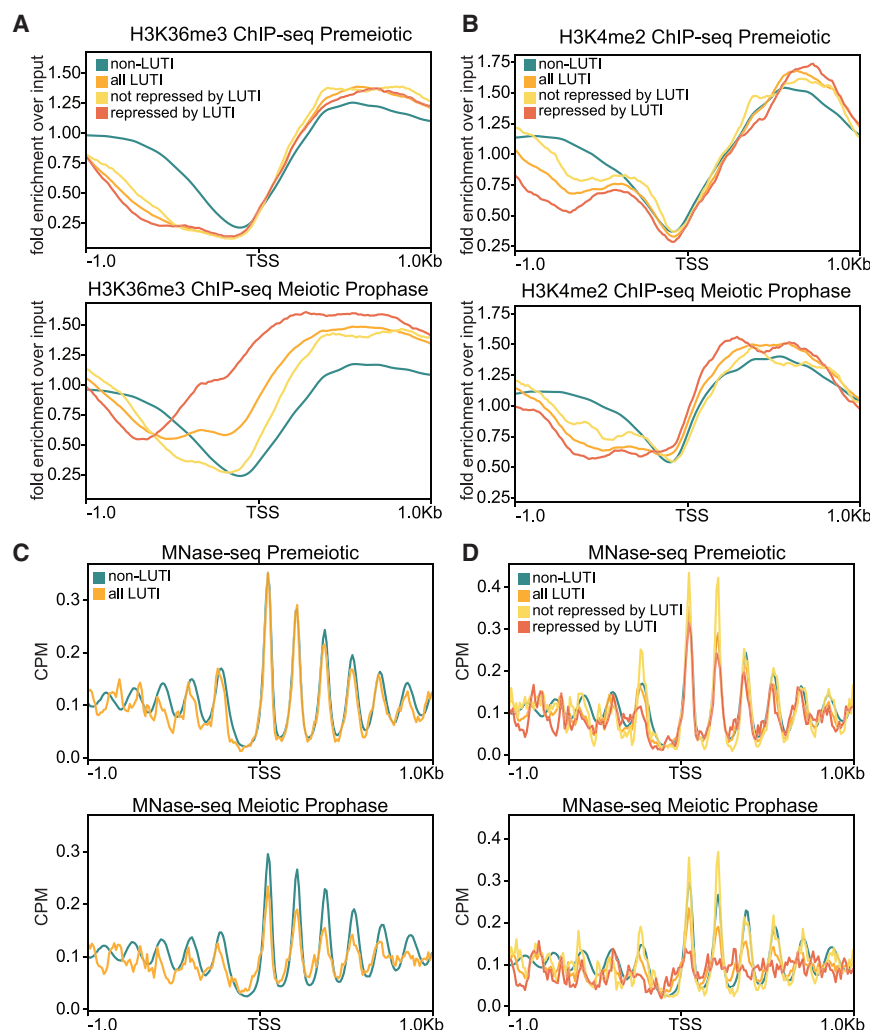 A
H3K36me3 ChIP-seq Premeiotic
fold enrichment over input
1.50
1.25
1.00
0.75
0.50
0.25
non-LUTI
all LUTI
not repressed by LUTI
repressed by LUTI
-1.0 TSS 1.0Kb
H3K36me3 ChIP-seq Meiotic Prophase
fold enrichment over input
1.50
1.25
1.00
0.75
0.50
0.25
-1.0 TSS 1.0Kb
B
H3K4me2 ChIP-seq Premeiotic
fold enrichment over input
1.75
1.50
1.25
1.00
0.75
0.50
0.25
non-LUTI
all LUTI
not repressed by LUTI
repressed by LUTI
-1.0 TSS 1.0Kb
H3K4me2 ChIP-seq Meiotic Prophase
fold enrichment over input
1.75
1.50
1.25
1.00
0.75
0.50
0.25
-1.0 TSS 1.0Kb
C
MNase-seq Premeiotic
CPM
0.3
0.2
0.1
0.0
non-LUTI
all LUTI
-1.0 TSS 1.0Kb
MNase-seq Meiotic Prophase
CPM
0.3
0.2
0.1
0.0
-1.0 TSS 1.0Kb
D
MNase-seq Premeiotic
CPM
0.4
0.3
0.2
0.1
0.0
non-LUTI
all LUTI
not repressed by LUTI
repressed by LUTI
-1.0 TSS 1.0Kb
MNase-seq Meiotic Prophase
CPM
0.4
0.3
0.2
0.1
0.0
-1.0 TSS 1.0Kb